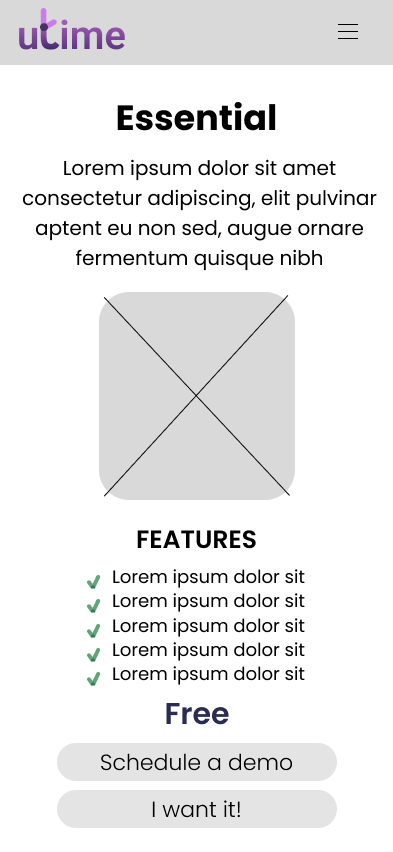 utime
Essential
Lorem ipsum dolor sit amet
consectetur adipiscing, elit pulvinar
aptent eu non sed, augue ornare
fermentum quisque nibh
FEATURES
Lorem ipsum dolor sit
Lorem ipsum dolor sit
Lorem ipsum dolor sit
Lorem ipsum dolor sit
Lorem ipsum dolor sit
Free
Schedule a demo
I want it!